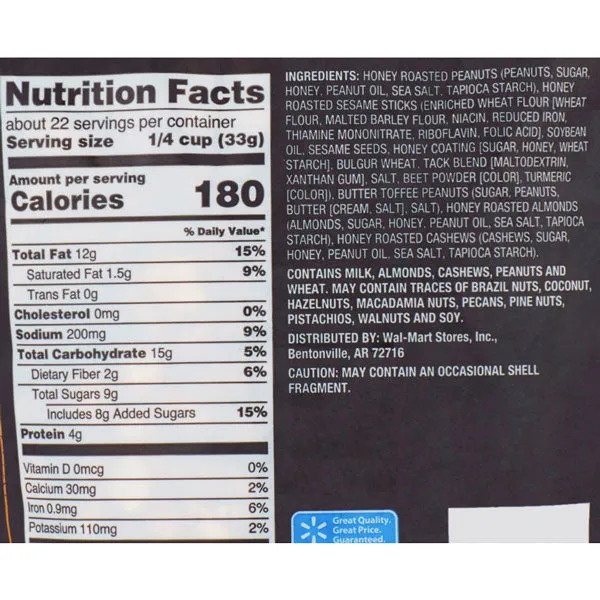 Nutrition Facts
about 22 servings per container
Serving size 1/4 cup (33g)
Amount per serving
Calories 180
% Daily Value*
Total Fat 12g 15%
Saturated Fat 1.5g 9%
Trans Fat 0g
Cholesterol 0mg 0%
Sodium 200mg 9%
Total Carbohydrate 15g 5%
Dietary Fiber 2g 6%
Total Sugars 9g
Includes 8g Added Sugars 15%
Protein 4g
Vitamin D 0mcg 0%
Calcium 30mg 2%
Iron 0.9mg 6%
Potassium 110mg 2%
INGREDIENTS: HONEY ROASTED PEANUTS (PEANUTS, SUGAR,
HONEY, PEANUT OIL, SEA SALT, TAPIOCA STARCH), HONEY
ROASTED SESAME STICKS (ENRICHED WHEAT FLOUR [WHEAT
FLOUR, MALTED BARLEY FLOUR, NIACIN, REDUCED IRON,
THIAMINE MONONITRATE, RIBOFLAVIN, FOLIC ACID], SOYBEAN
OIL, SESAME SEEDS, HONEY COATING [SUGAR, HONEY, WHEAT
STARCH], BULGUR WHEAT, TACK BLEND [MALTODEXTRIN,
XANTHAN GUM], SALT, BEET POWDER [COLOR], TURMERIC
[COLOR]), BUTTER TOFFEE PEANUTS (SUGAR, PEANUTS,
BUTTER [CREAM, SALT], SALT), HONEY ROASTED ALMONDS
(ALMONDS, SUGAR, HONEY, PEANUT OIL, SEA SALT, TAPIOCA
STARCH), HONEY ROASTED CASHEWS (CASHEWS, SUGAR,
HONEY, PEANUT OIL, SEA SALT, TAPIOCA STARCH).
CONTAINS MILK, ALMONDS, CASHEWS, PEANUTS AND
WHEAT. MAY CONTAIN TRACES OF BRAZIL NUTS, COCONUT,
HAZELNUTS, MACADAMIA NUTS, PECANS, PINE NUTS,
PISTACHIOS, WALNUTS AND SOY.
DISTRIBUTED BY: Wal-Mart Stores, Inc.,
Bentonville, AR 72716
CAUTION: MAY CONTAIN AN OCCASIONAL SHELL
FRAGMENT.
Great Quality.
Great Price.
Guaranteed.